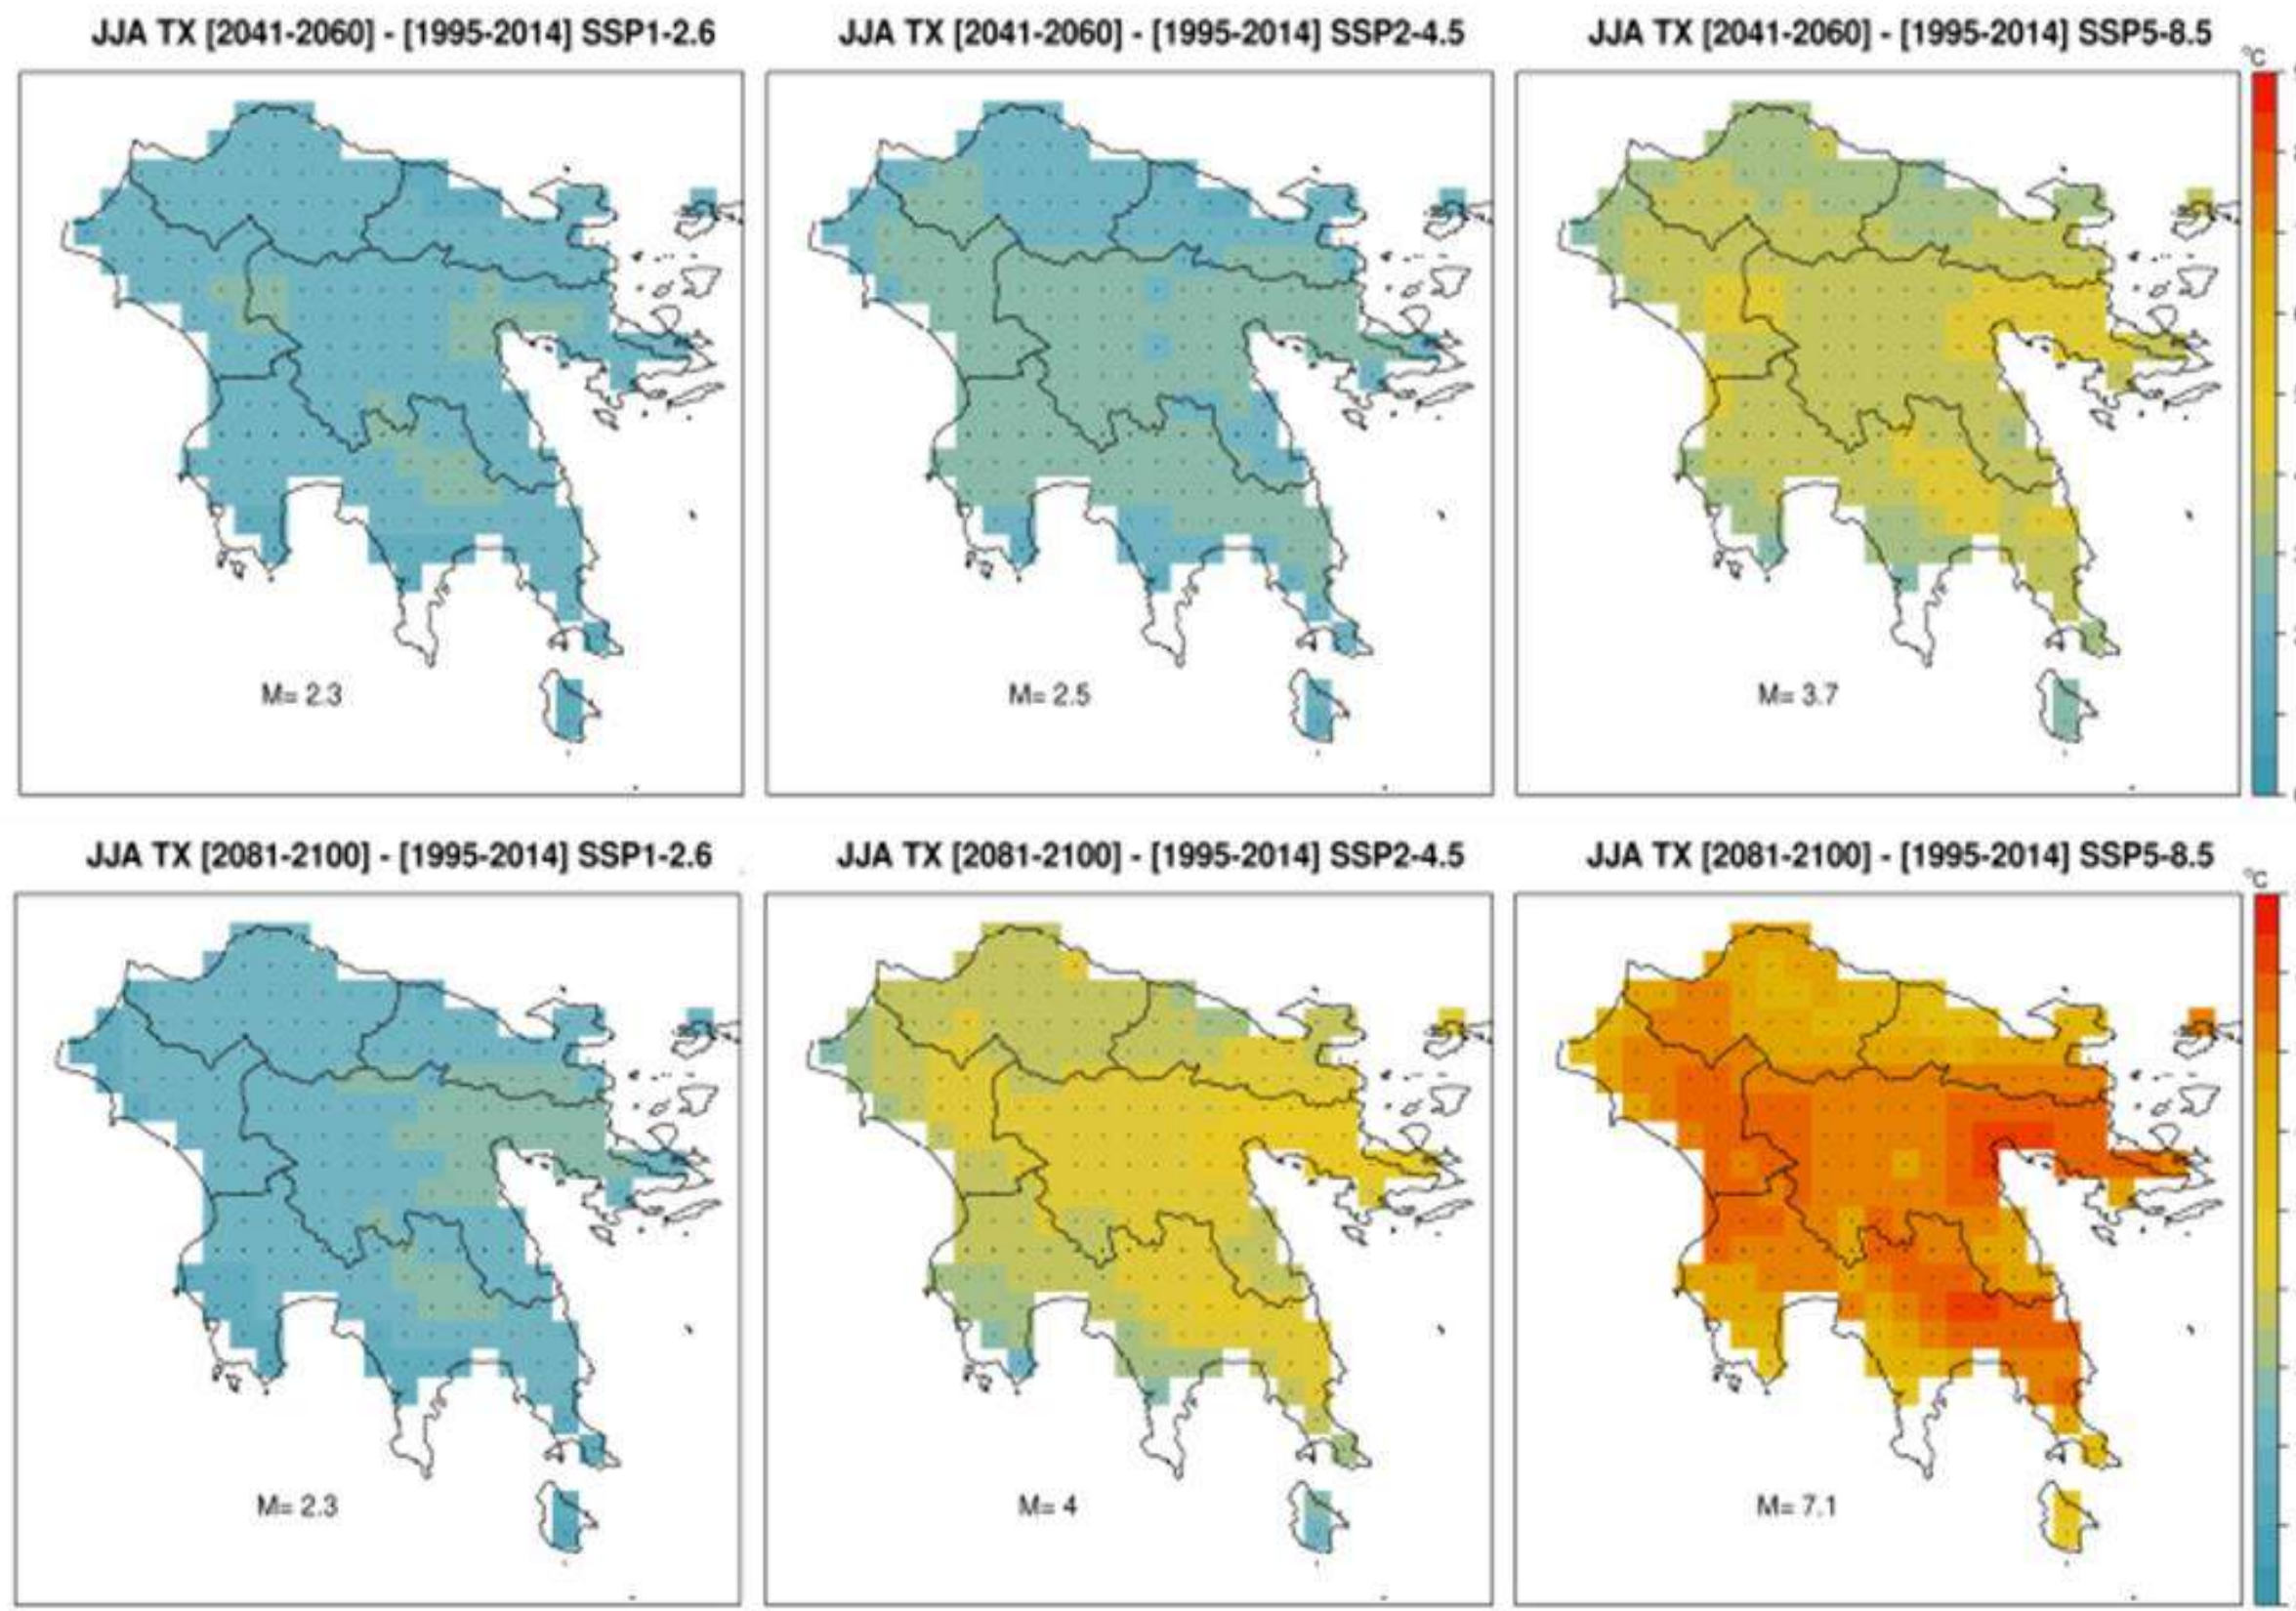 JJA TX [2041-2060] - [1995-2014] SSP1-2.6
JJA TX [2041-2060] - [1995-2014] SSP2-4.5
JJA TX [2041-2060] - [1995-2014] SSP5-8.5
°C
M= 2.3
M= 2.5
M= 3.7
JJA TX [2081-2100] - [1995-2014] SSP1-2.6
JJA TX [2081-2100] - [1995-2014] SSP2-4.5
JJA TX [2081-2100] - [1995-2014] SSP5-8.5
°C
M= 2.3
M= 4
M= 7.1